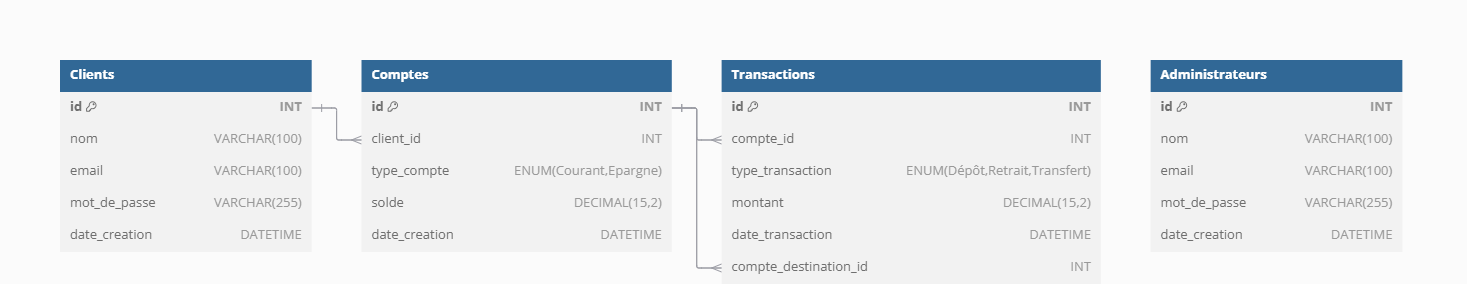 Clients
id INT
nom VARCHAR(100)
email VARCHAR(100)
mot_de_passe VARCHAR(255)
date_creation DATETIME
Comptes
id INT
client_id INT
type_compte ENUM(Courant,Epargne)
solde DECIMAL(15,2)
date_creation DATETIME
Transactions
id INT
compte_id INT
type_transaction ENUM(Dépôt,Retrait,Transfert)
montant DECIMAL(15,2)
date_transaction DATETIME
compte_destination_id INT
Administrateurs
id INT
nom VARCHAR(100)
email VARCHAR(100)
mot_de_passe VARCHAR(255)
date_creation DATETIME